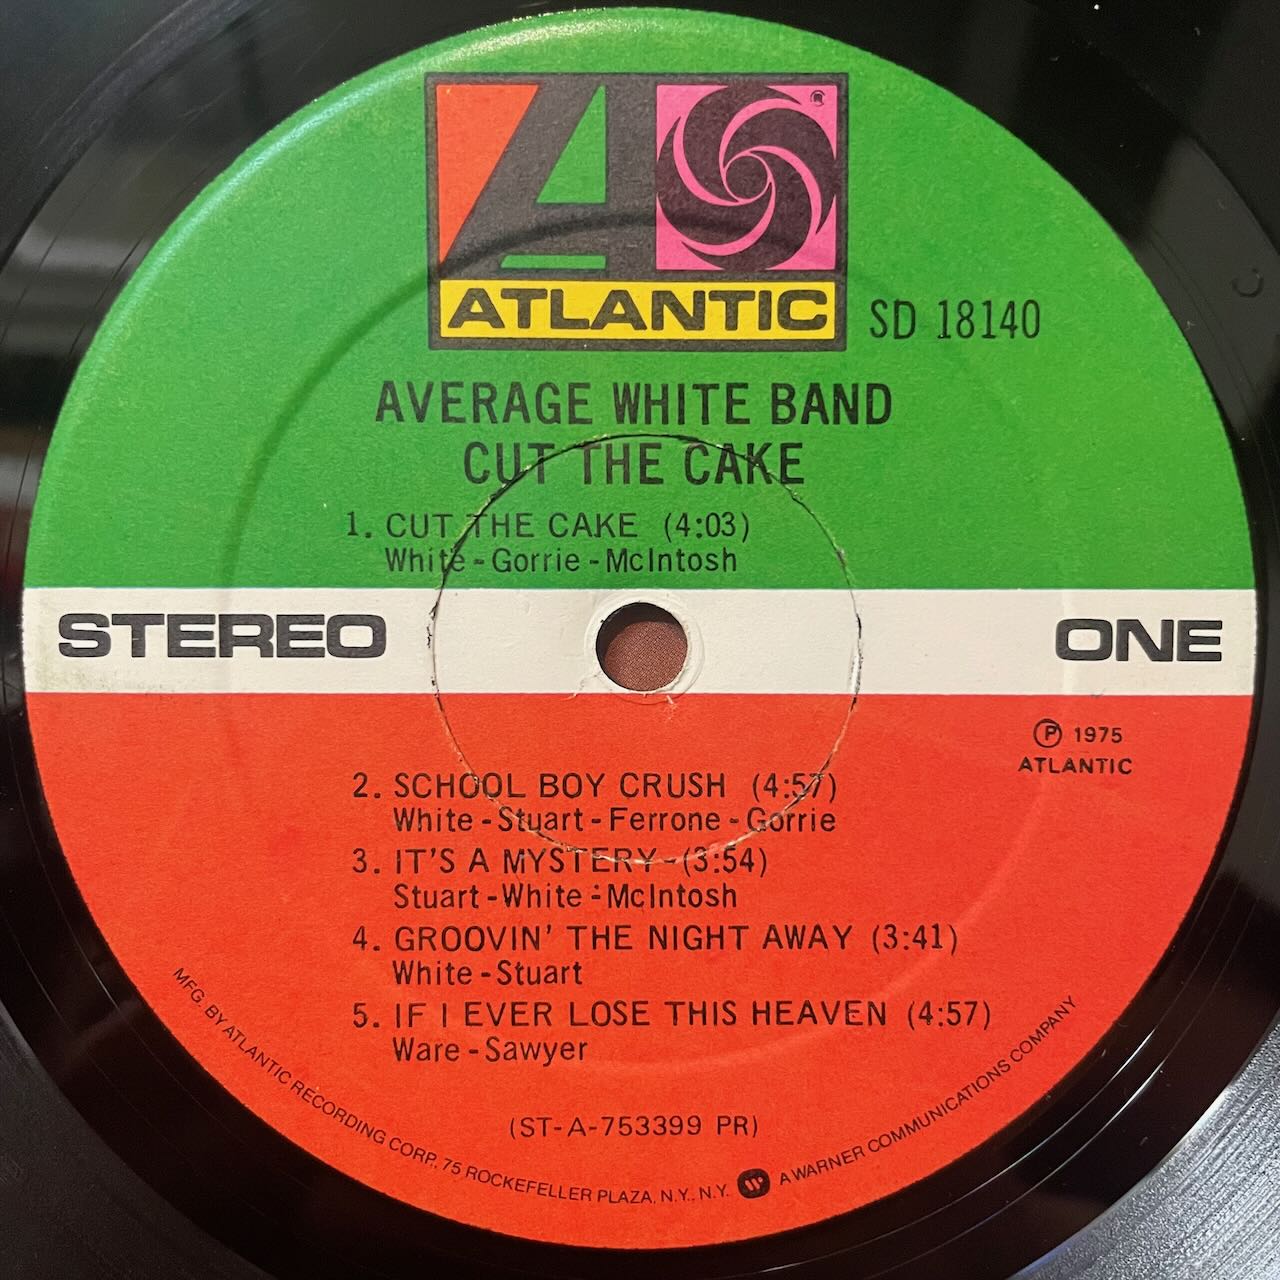 ATLANTIC
SD 18140
AVERAGE WHITE BAND
CUT THE CAKE
1. CUT THE CAKE (4:03)
White - Gorrie - McIntosh
STEREO
ONE
Ⓟ 1975
ATLANTIC
2. SCHOOL BOY CRUSH (4:57)
White - Stuart - Ferrone - Gorrie
3. IT'S A MYSTERY - (3:54)
Stuart - White - McIntosh
4. GROOVIN' THE NIGHT AWAY (3:41)
White - Stuart
5. IF I EVER LOSE THIS HEAVEN (4:57)
Ware - Sawyer
(ST-A-753399 PR)
MFG. BY ATLANTIC RECORDING CORP., 75 ROCKEFELLER PLAZA, N.Y., N.Y. A WARNER COMMUNICATIONS COMPANY